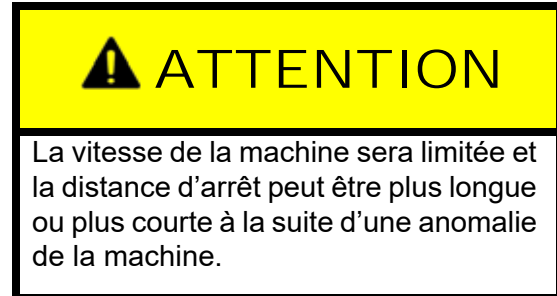 ATTENTION
La vitesse de la machine sera limitée et
la distance d'arrêt peut être plus longue
ou plus courte à la suite d'une anomalie
de la machine.